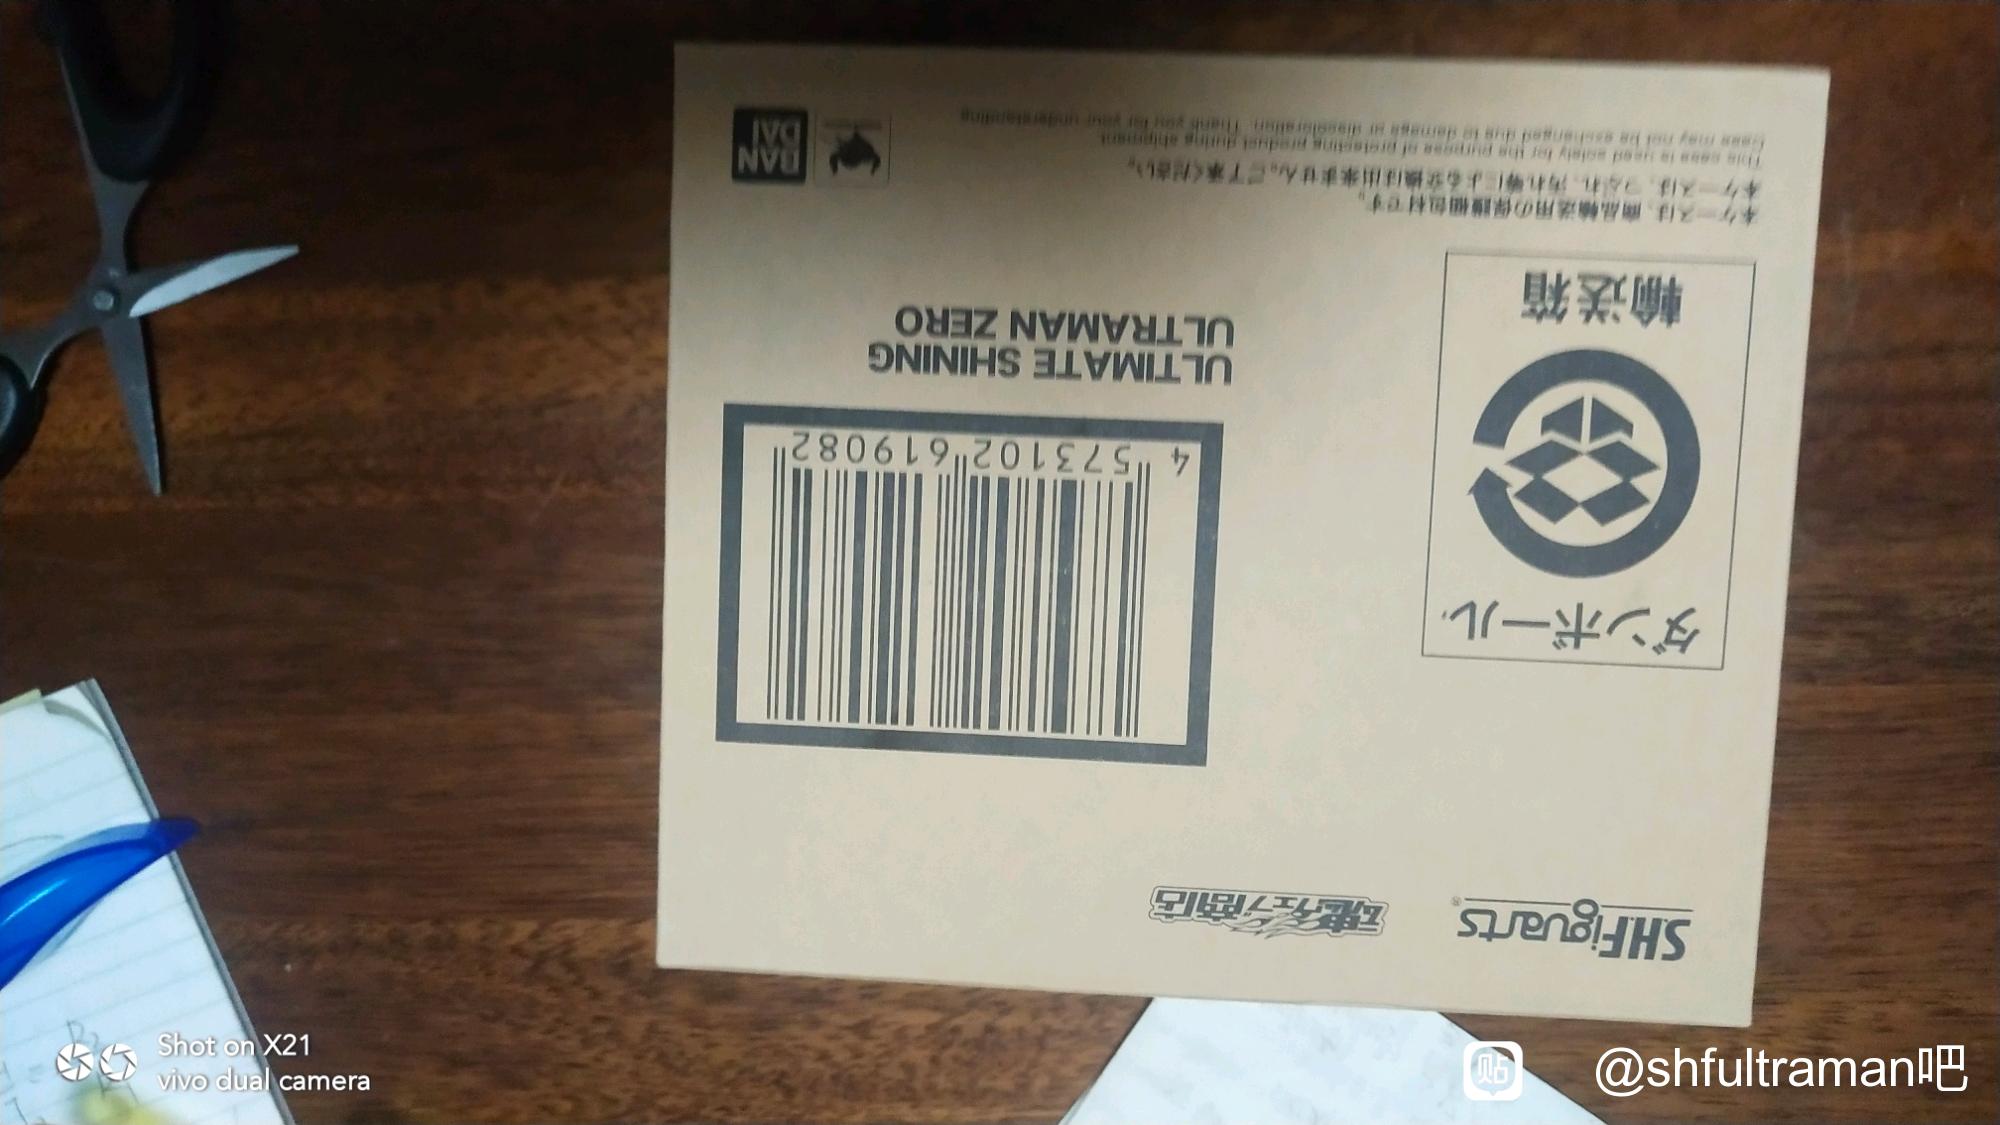 S.H.Figuarts®
魂ウェブ商店
ダンボール
輸送箱
4 573102 619082
ULTIMATE SHINING
ULTRAMAN ZERO
本ケースは、商品輸送用の保護梱包材です。
本ケースは、つぶれ、汚れ等による交換は出来ません。ご了承ください。
This case is used solely for the purpose of protecting product during shipment.
Case may not be exchanged due to damage or discoloration. Thank you for your understanding.
BAN
DAI
Shot on X21
vivo dual camera
贴
@shfultraman吧